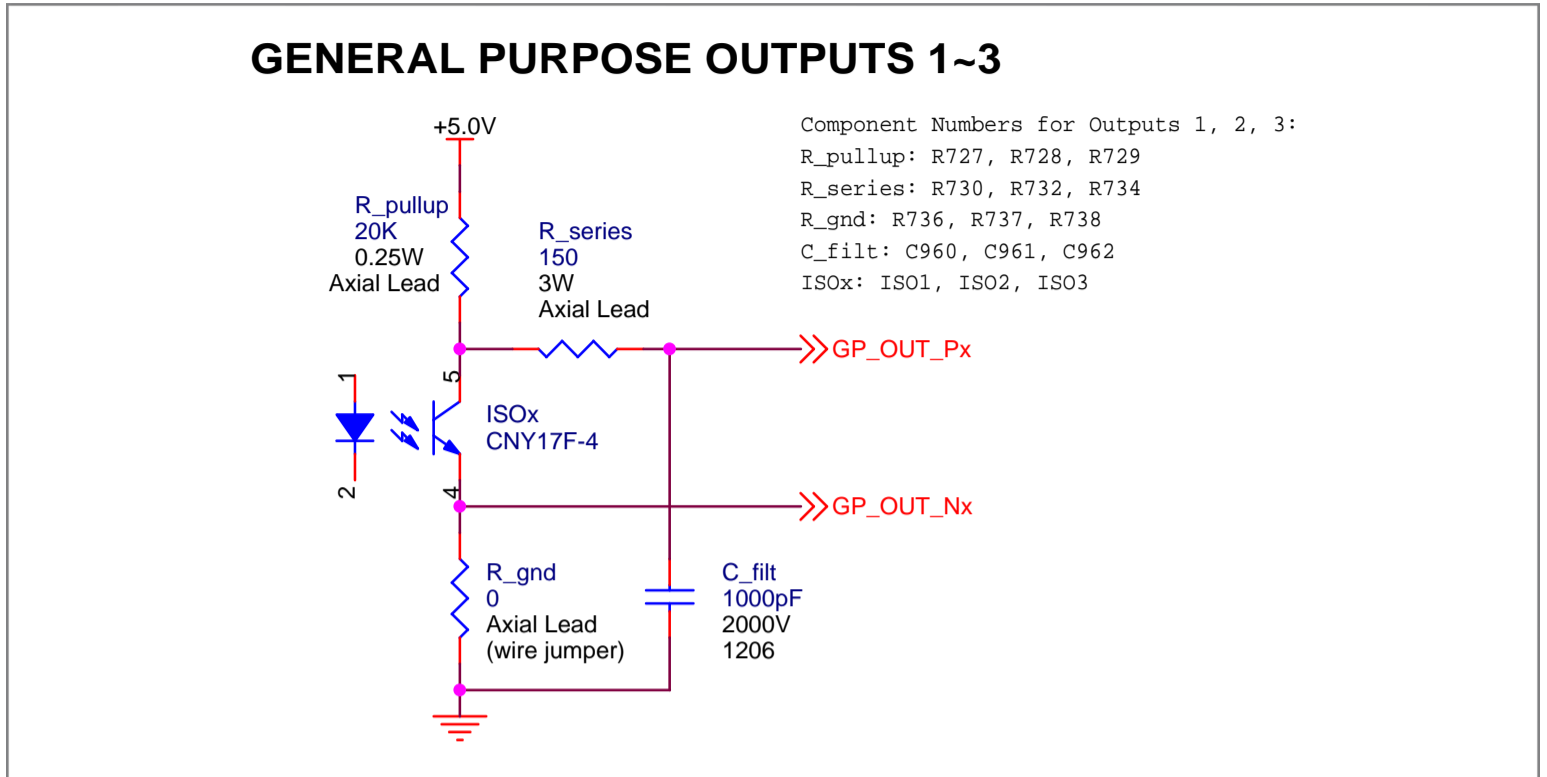 GENERAL PURPOSE OUTPUTS 1~3
+5.0V
Component Numbers for Outputs 1, 2, 3:
R_pullup: R727, R728, R729
R_series: R730, R732, R734
R_gnd: R736, R737, R738
C_filt: C960, C961, C962
ISOx: ISO1, ISO2, ISO3
R_pullup
20K
0.25W
Axial Lead
R_series
150
3W
Axial Lead
GP_OUT_Px
1
5
ISOx
CNY17F-4
2
4
GP_OUT_Nx
R_gnd
0
Axial Lead
(wire jumper)
C_filt
1000pF
2000V
1206